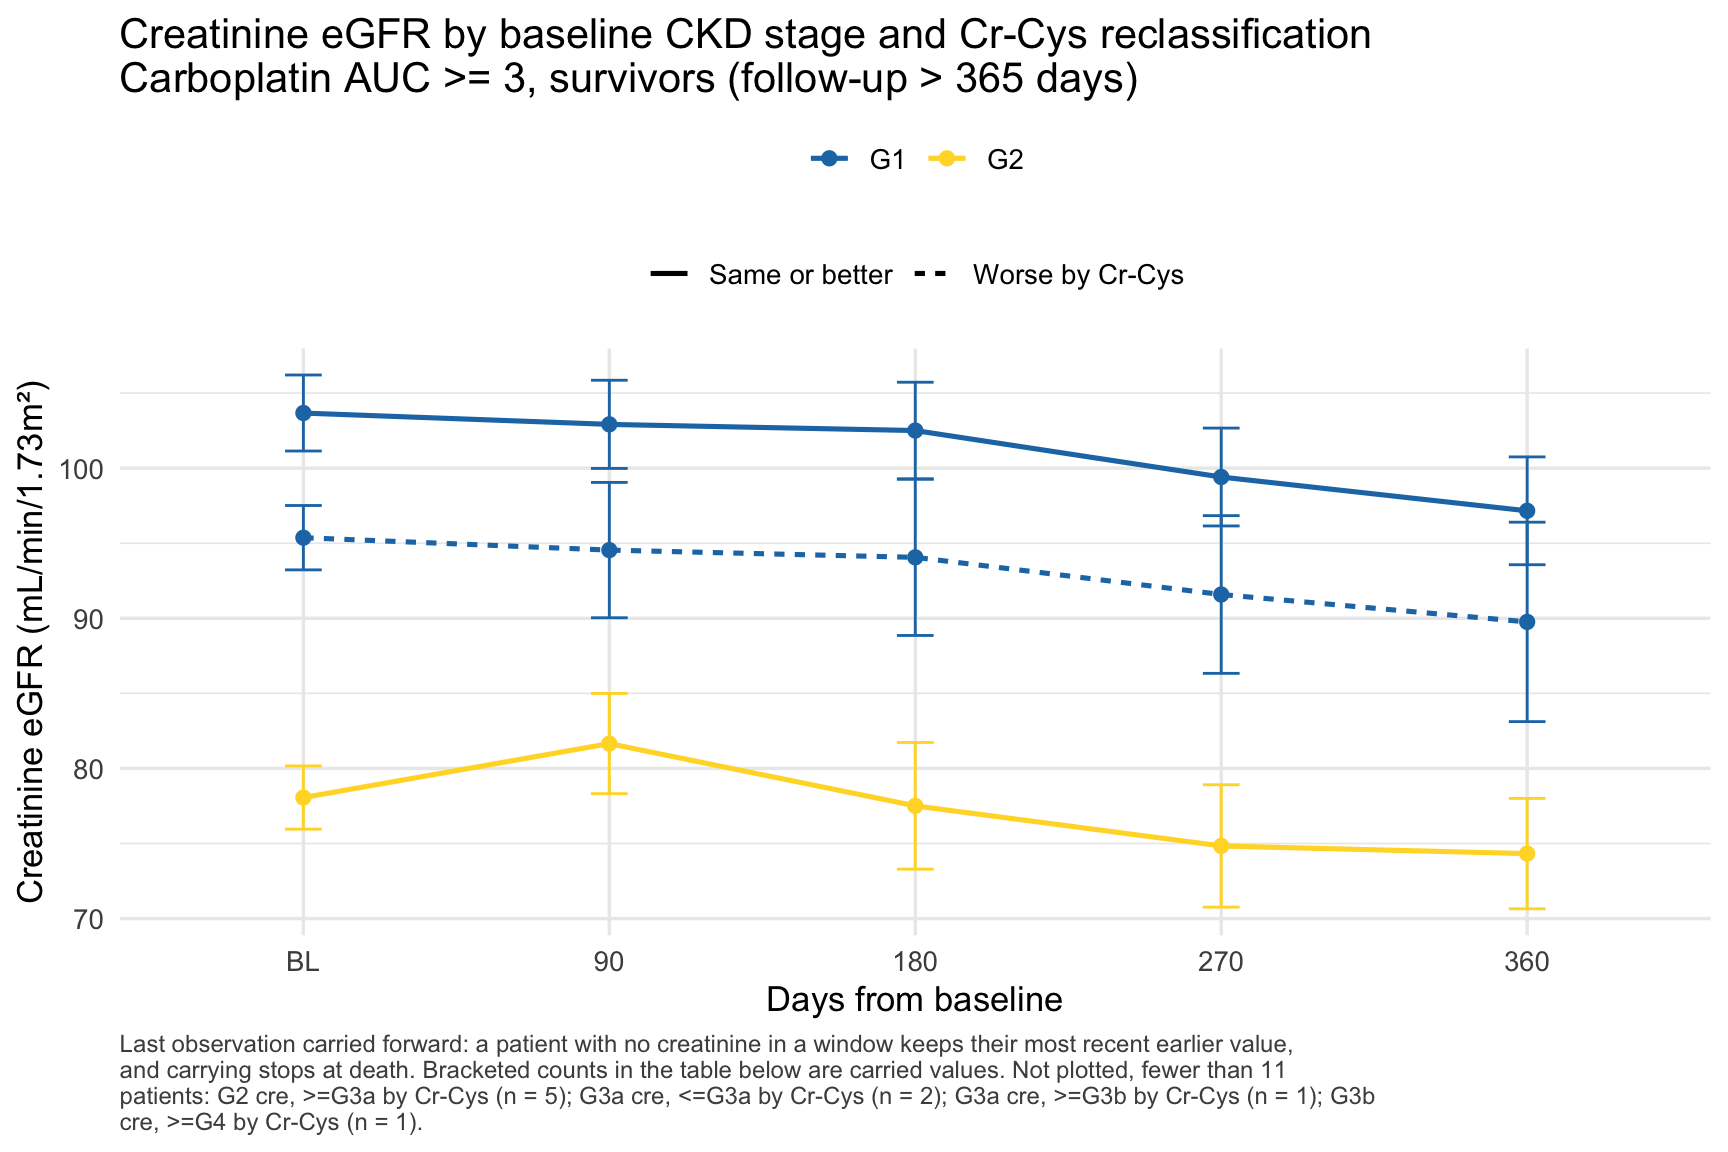 Creatinine eGFR by baseline CKD stage and Cr-Cys reclassification
Carboplatin AUC >= 3, survivors (follow-up > 365 days)
G1 G2
Same or better Worse by Cr-Cys
Creatinine eGFR (mL/min/1.73m²)
100
90
80
70
BL 90 180 270 360
Days from baseline
Last observation carried forward: a patient with no creatinine in a window keeps their most recent earlier value,
and carrying stops at death. Bracketed counts in the table below are carried values. Not plotted, fewer than 11
patients: G2 cre, >=G3a by Cr-Cys (n = 5); G3a cre, <=G3a by Cr-Cys (n = 2); G3a cre, >=G3b by Cr-Cys (n = 1); G3b
cre, >=G4 by Cr-Cys (n = 1).